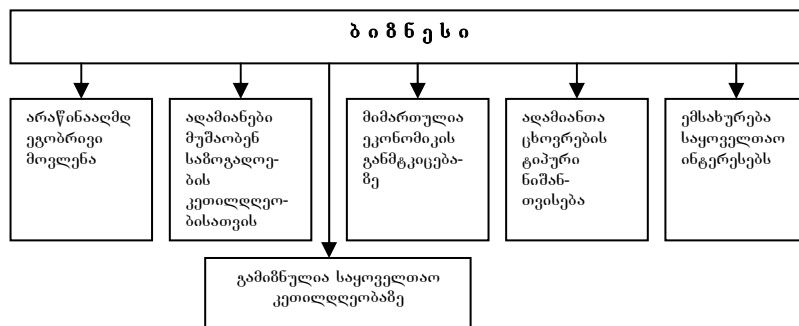 ბ ი ზ ნ ე ს ი
არაწინააღმდ
ეგობრივი
მოვლენა
ადამიანები
მუშაობენ
საზოგადოე-
ბის
კეთილდღეო-
ბისათვის
მიმართულია
ეკონომიკის
განმტკიცება-
ზე
ადამიანთა
ცხოვრების
ტიპური
ნიშან-
თვისება
ემსახურება
საყოველთაო
ინტერესებს
გამიზნულია საყოველთაო
კეთილდღეობაზე